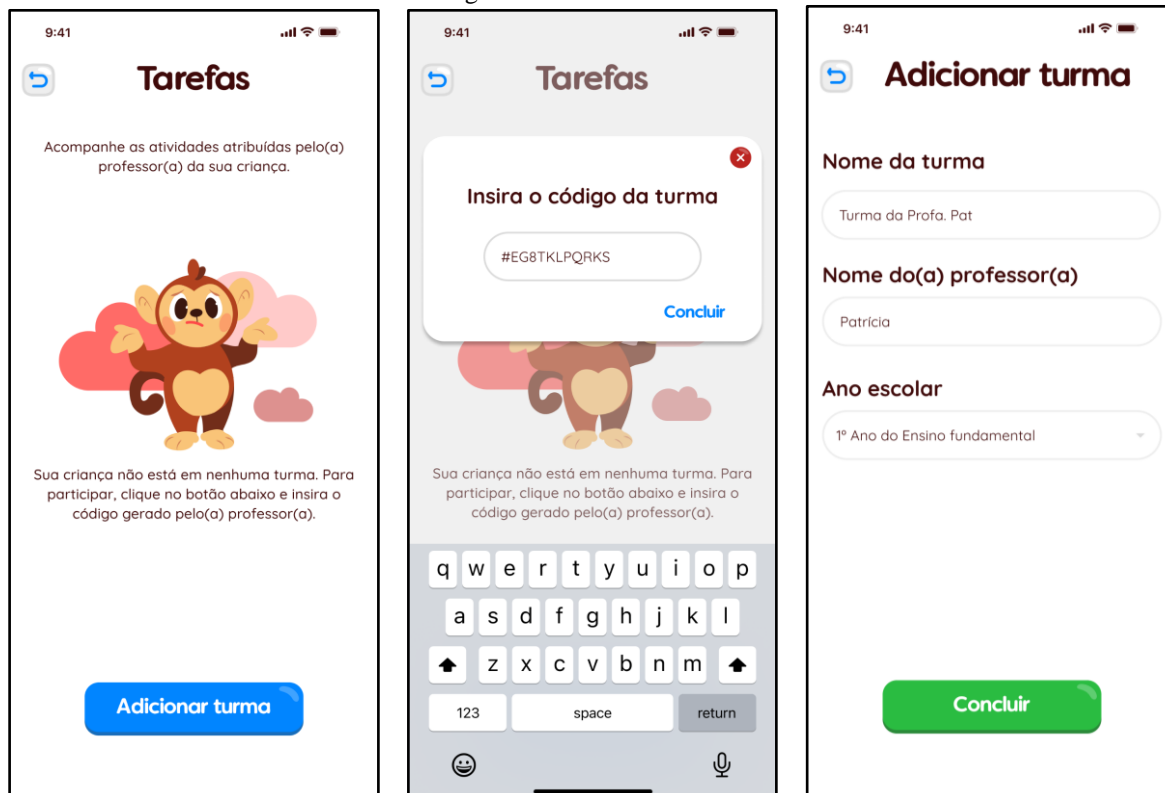 9:41
Tarefas
Acompanhe as atividades atribuídas pelo(a)
professor(a) da sua criança.
Sua criança não está em nenhuma turma. Para
participar, clique no botão abaixo e insira o
código gerado pelo(a) professor(a).
Adicionar turma
9:41
Tarefas
Insira o código da turma
#EG8TKLPQRKS
Concluir
Sua criança não está em nenhuma turma. Para
participar, clique no botão abaixo e insira o
código gerado pelo(a) professor(a).
q w e r t y u i o p
a s d f g h j k l
z x c v b n m
123 space return
9:41
Adicionar turma
Nome da turma
Turma da Profa. Pat
Nome do(a) professor(a)
Patrícia
Ano escolar
1º Ano do Ensino fundamental
Concluir